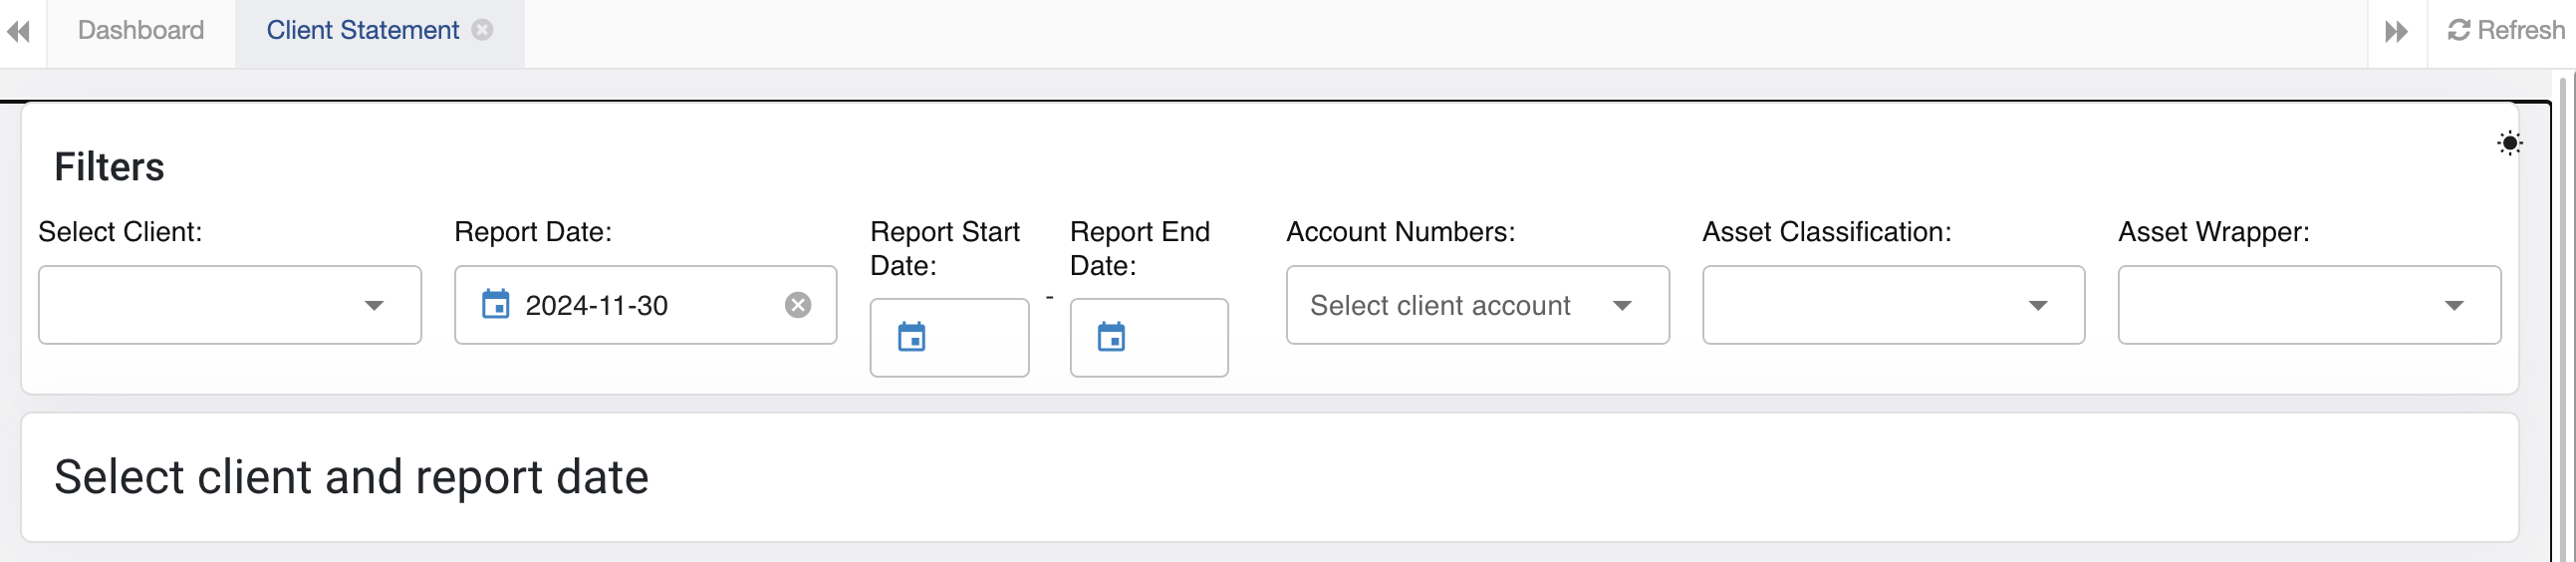 Dashboard
Client Statement
Refresh
Filters
Select Client:
Report Date:
2024-11-30
Report Start
Date:
-
Report End
Date:
Account Numbers:
Select client account
Asset Classification:
Asset Wrapper:
Select client and report date